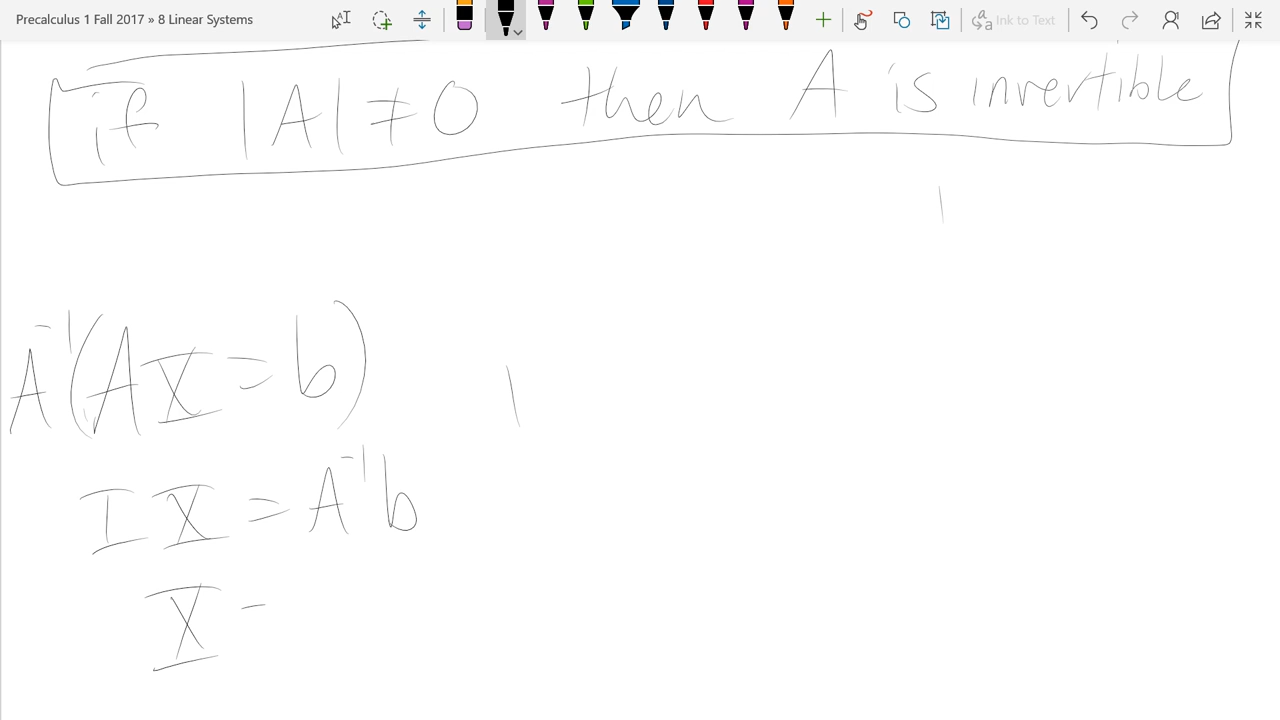 Precalculus 1 Fall 2017 » 8 Linear Systems
Ink to Text
if |A| ≠ 0 then A is invertible
A⁻¹(AX = b)
IX = A⁻¹b
X =